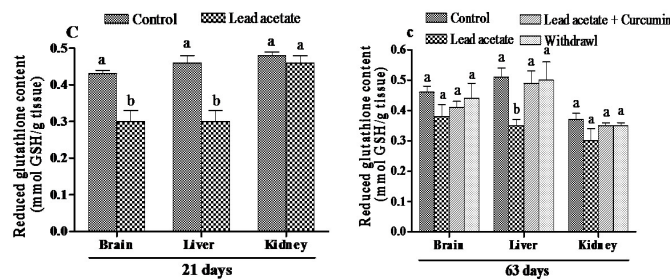 C
Control
Lead acetate
Reduced glutathione content
(mmol GSH/g tissue)
0.5
0.4
0.3
0.2
0.1
0.0
a
b
a
b
a
a
Brain
Liver
Kidney
21 days
c
Control
Lead acetate
Lead acetate + Curcumin
Withdrawl
Reduced glutathione content
(mmol GSH/g tissue)
0.6
0.5
0.4
0.3
0.2
0.1
0.0
a
a
a
a
a
b
a
a
a
a
a
a
Brain
Liver
Kidney
63 days